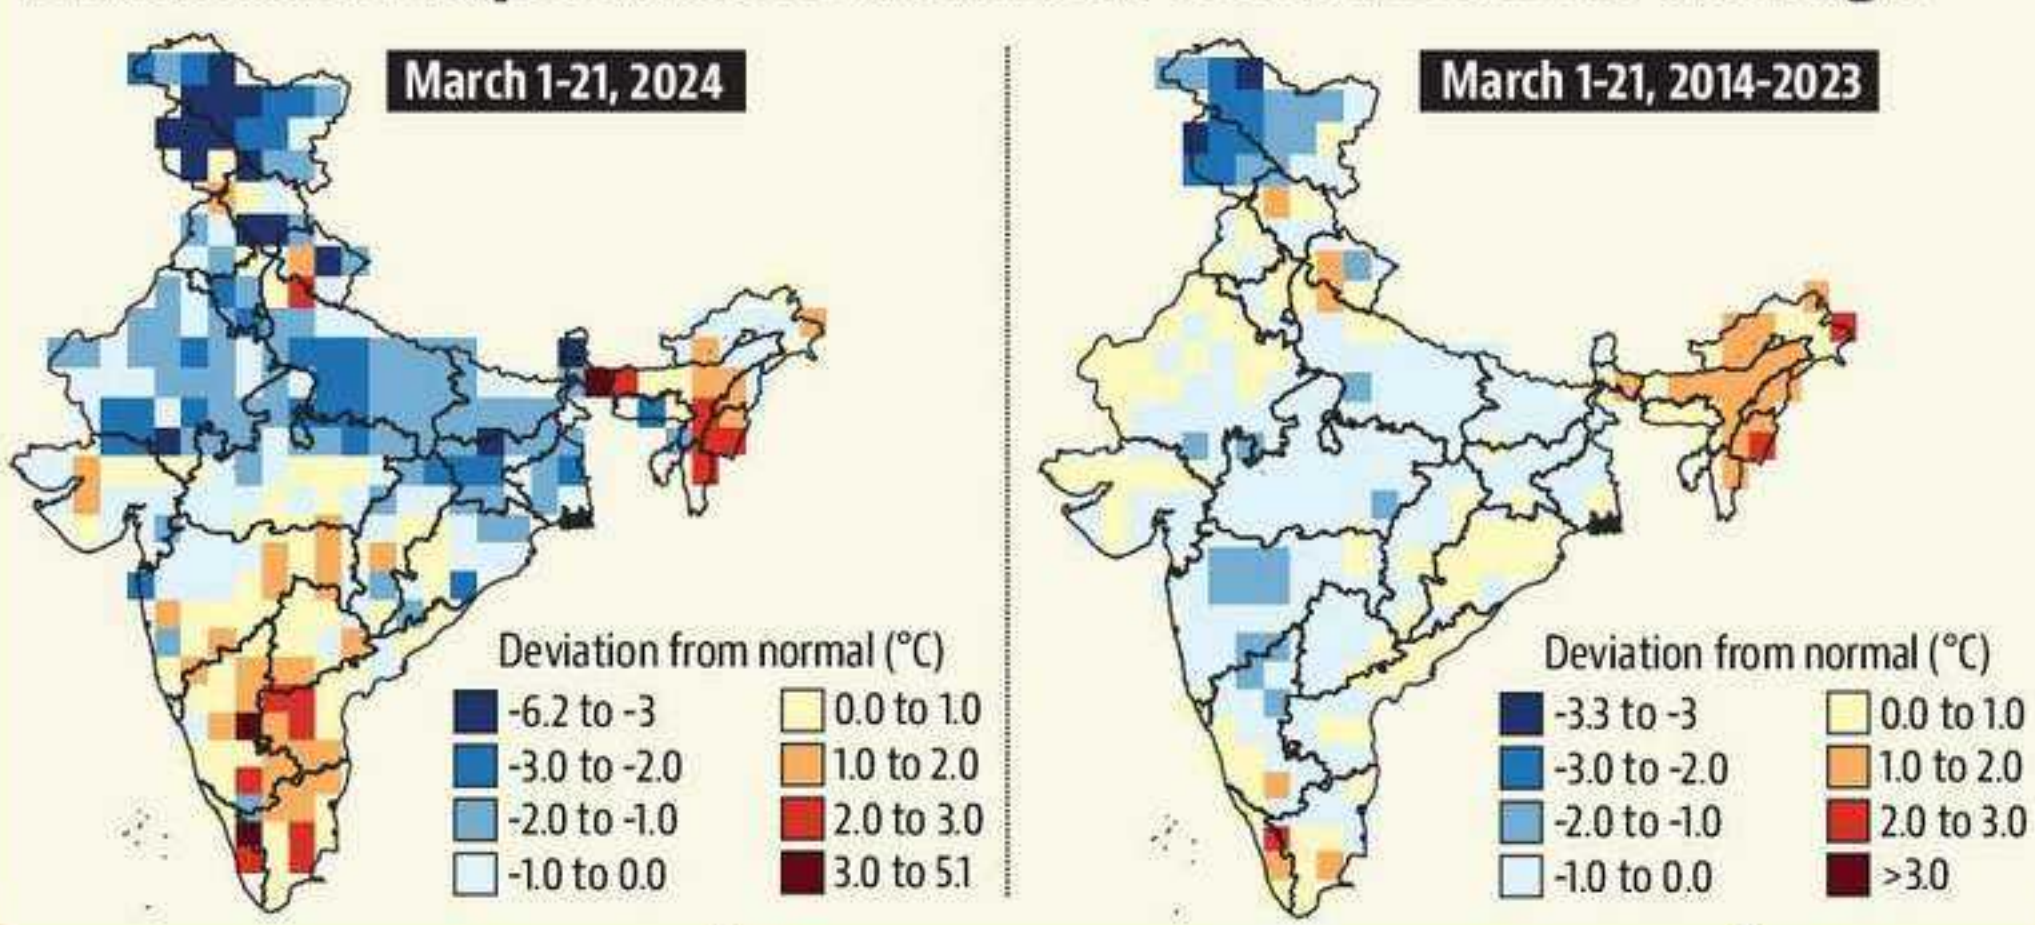 March 1-21, 2024
Deviation from normal (°C)
-6.2 to -3
-3.0 to -2.0
-2.0 to -1.0
-1.0 to 0.0
0.0 to 1.0
1.0 to 2.0
2.0 to 3.0
3.0 to 5.1
March 1-21, 2014-2023
Deviation from normal (°C)
-3.3 to -3
-3.0 to -2.0
-2.0 to -1.0
-1.0 to 0.0
0.0 to 1.0
1.0 to 2.0
2.0 to 3.0
>3.0